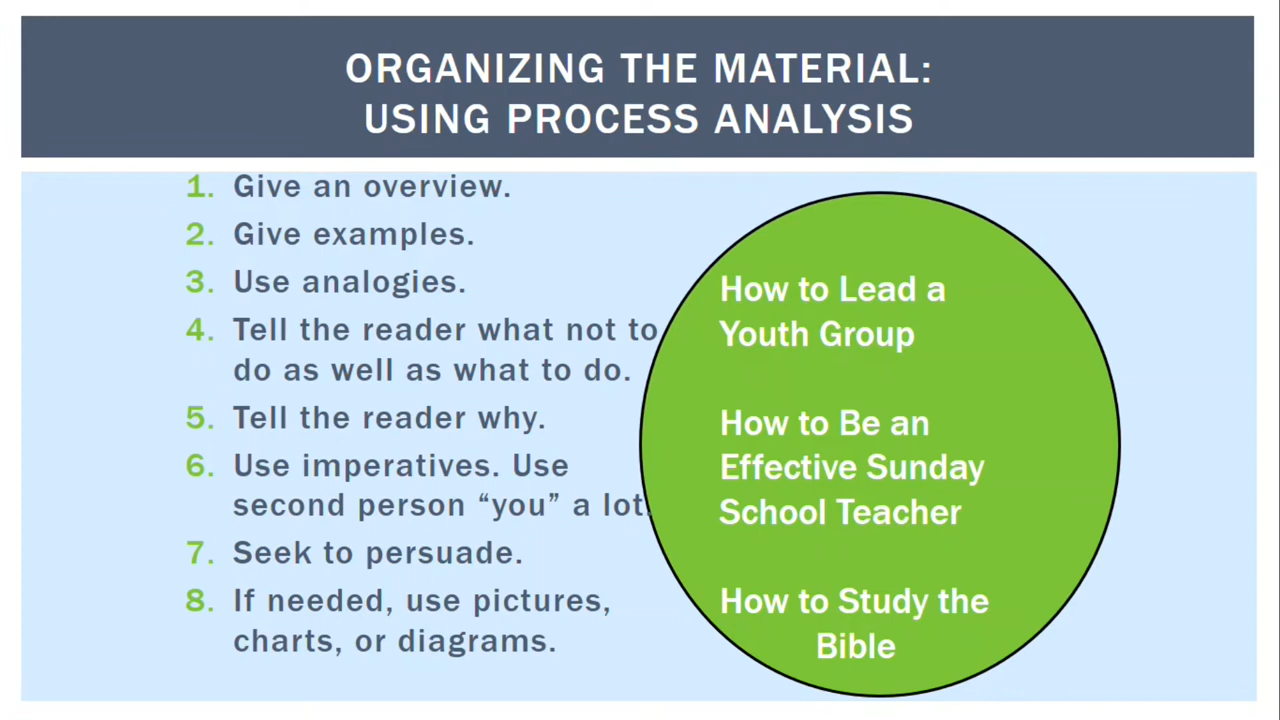 ORGANIZING THE MATERIAL:
USING PROCESS ANALYSIS
1. Give an overview.
2. Give examples.
3. Use analogies.
4. Tell the reader what not to
do as well as what to do.
5. Tell the reader why.
6. Use imperatives. Use
second person “you” a lot.
7. Seek to persuade.
8. If needed, use pictures,
charts, or diagrams.
How to Lead a
Youth Group
How to Be an
Effective Sunday
School Teacher
How to Study the
Bible